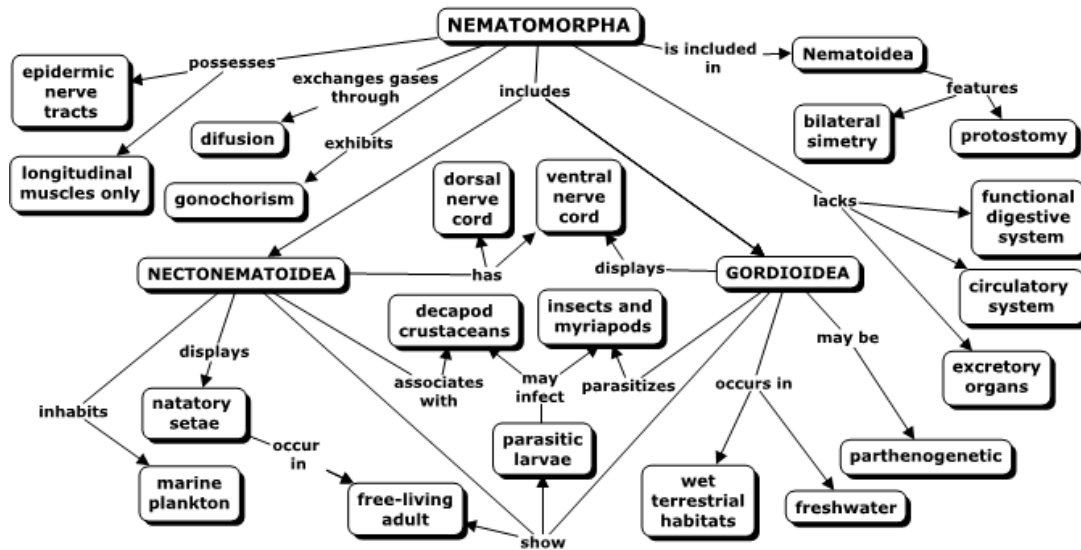 NEMATOMORPHA
is included
in
Nematoidea
possesses
epidermic
nerve
tracts
exchanges gases
through
includes
features
difusion
bilateral
simetry
protostomy
exhibits
longitudinal
muscles only
gonochorism
dorsal
nerve
cord
ventral
nerve
cord
lacks
functional
digestive
system
NECTONEMATOIDEA
has
displays
GORDIOIDEA
circulatory
system
decapod
crustaceans
insects and
myriapods
displays
may be
associates
with
may
infect
parasitizes
occurs in
excretory
organs
inhabits
natatory
setae
occur
in
parasitic
larvae
parthenogenetic
marine
plankton
free-living
adult
wet
terrestrial
habitats
freshwater
show